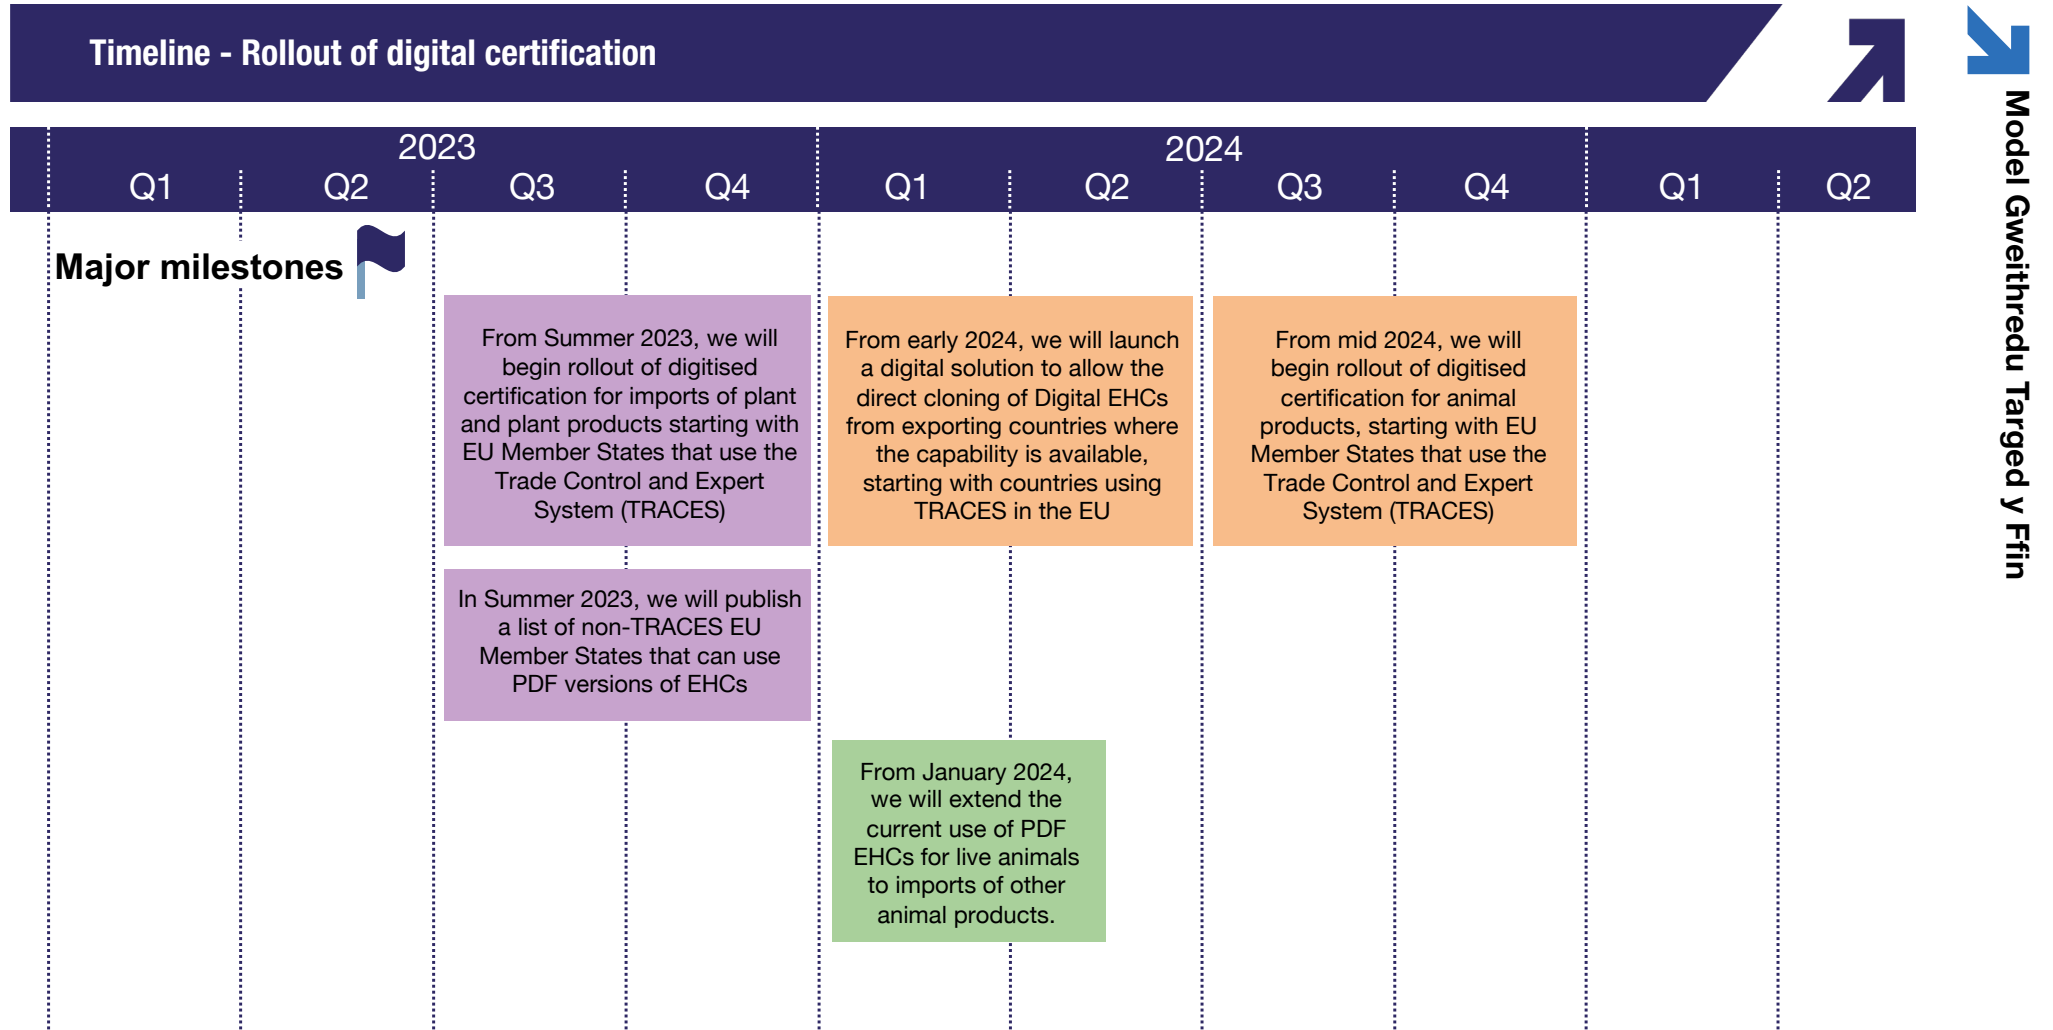 Timeline - Rollout of digital certification
2023
2024
Q1 Q2 Q3 Q4 Q1 Q2 Q3 Q4 Q1 Q2
Major milestones
From Summer 2023, we will
begin rollout of digitised
certification for imports of plant
and plant products starting with
EU Member States that use the
Trade Control and Expert
System (TRACES)
From early 2024, we will launch
a digital solution to allow the
direct cloning of Digital EHCs
from exporting countries where
the capability is available,
starting with countries using
TRACES in the EU
From mid 2024, we will
begin rollout of digitised
certification for animal
products, starting with EU
Member States that use the
Trade Control and Expert
System (TRACES)
In Summer 2023, we will publish
a list of non-TRACES EU
Member States that can use
PDF versions of EHCs
From January 2024,
we will extend the
current use of PDF
EHCs for live animals
to imports of other
animal products.
Model Gweithredu Targed y Ffin